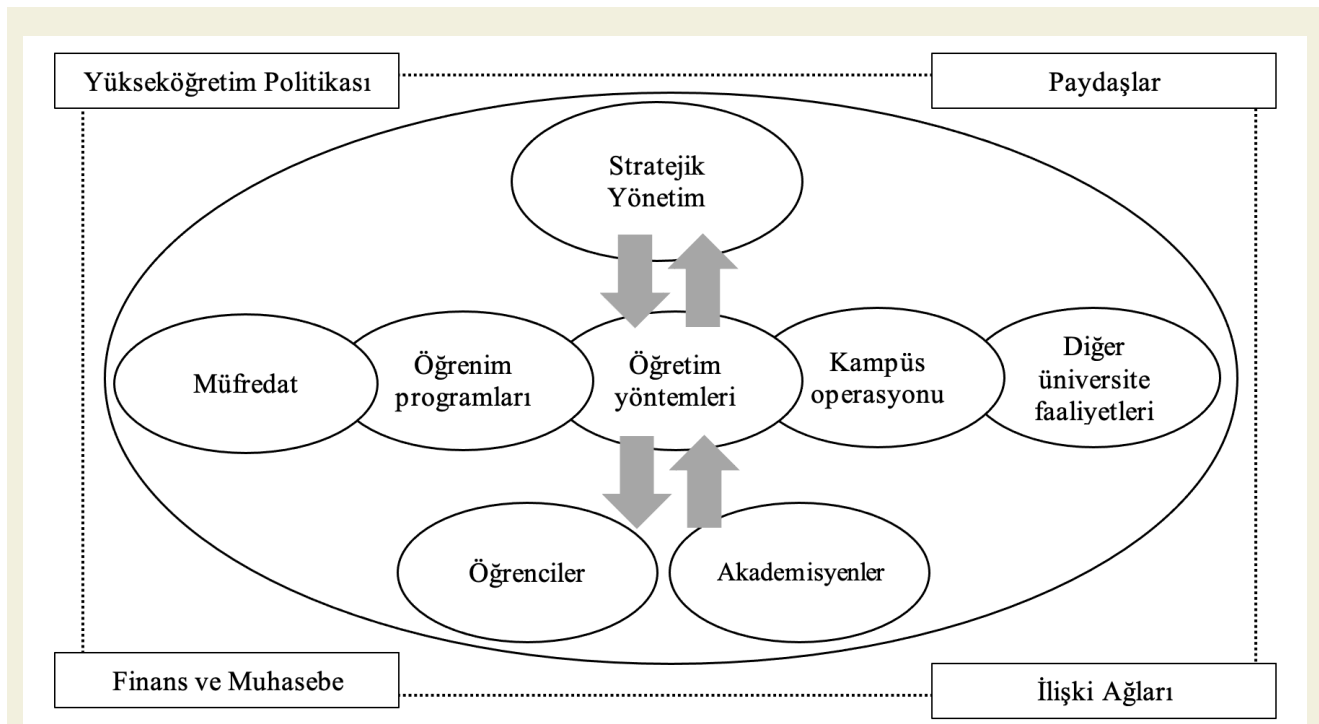 Yükseköğretim Politikası
Paydaşlar
Stratejik
Yönetim
Müfredat
Öğrenim
programları
Öğretim
yöntemleri
Kampüs
operasyonu
Diğer
üniversite
faaliyetleri
Öğrenciler
Akademisyenler
Finans ve Muhasebe
İlişki Ağları